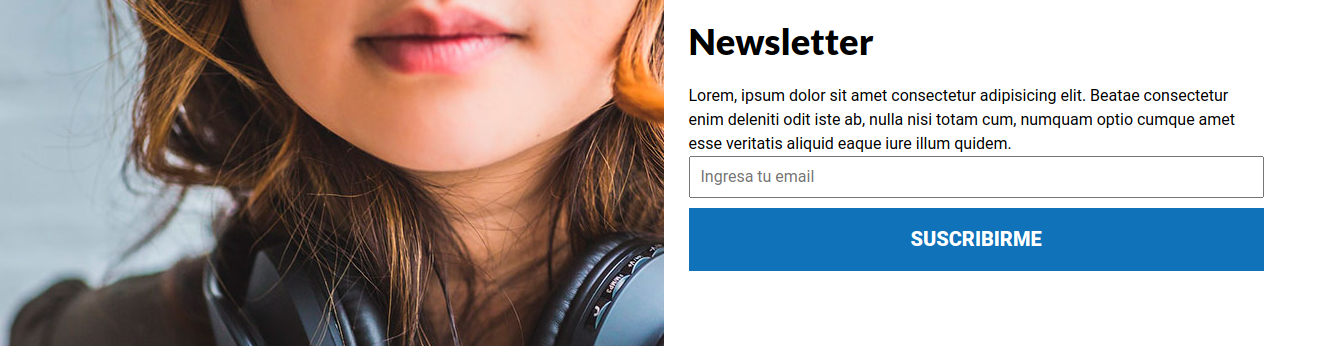 Newsletter
Lorem, ipsum dolor sit amet consectetur adipisicing elit. Beatae consectetur
enim deleniti odit iste ab, nulla nisi totam cum, numquam optio cumque amet
esse veritatis aliquid eaque iure illum quidem.
Ingresa tu email
SUSCRIBIRME